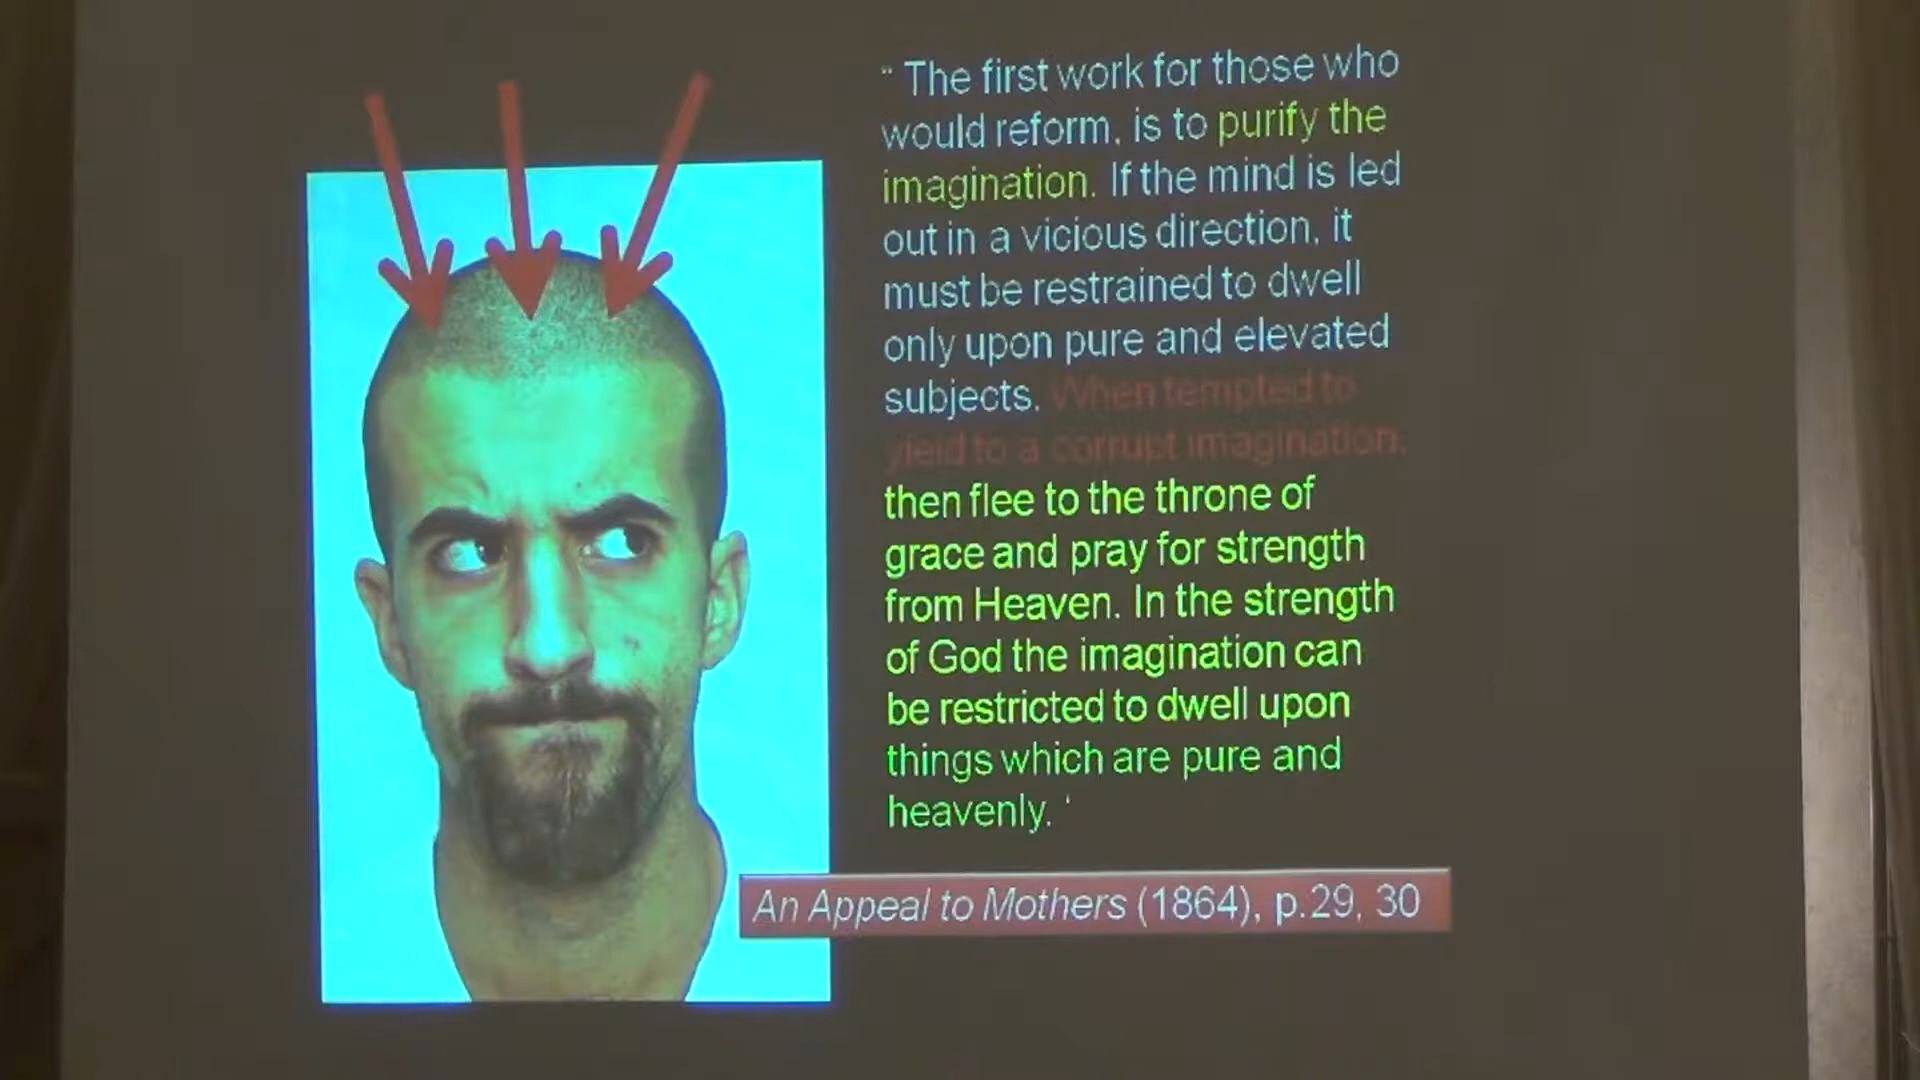 “ The first work for those who
would reform, is to purify the
imagination. If the mind is led
out in a vicious direction, it
must be restrained to dwell
only upon pure and elevated
subjects. When tempted to
yield to a corrupt imagination,
then flee to the throne of
grace and pray for strength
from Heaven. In the strength
of God the imagination can
be restricted to dwell upon
things which are pure and
heavenly. ‘
An Appeal to Mothers (1864), p.29, 30